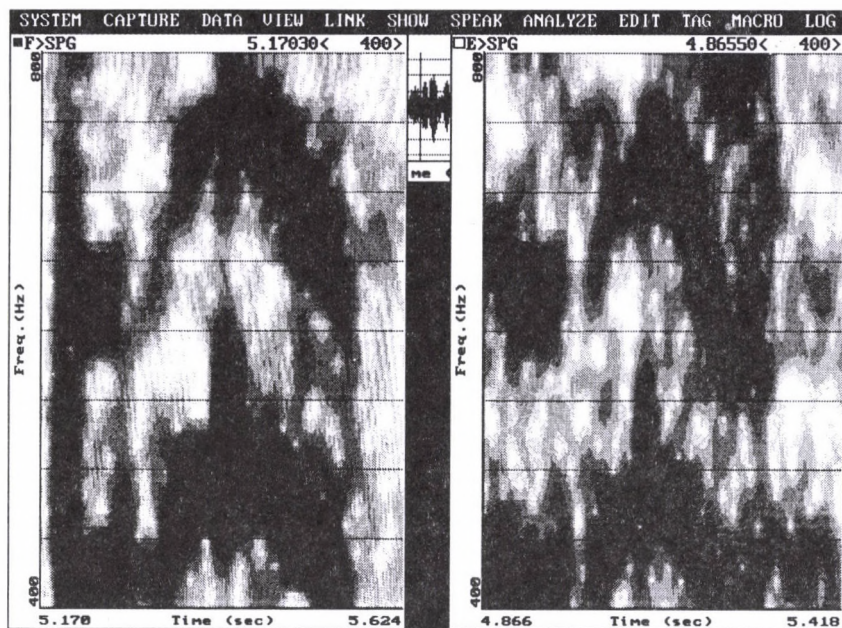 SYSTEM CAPTURE DATA VIEW LINK SHOW SPEAK ANALYZE EDIT TAG MACRO LOG
F>SPG 5.17030< 400>
E>SPG 4.86550< 400>
800
800
me (
Freq.(Hz)
Freq.(Hz)
400
400
5.170 Time (sec) 5.624
4.866 Time (sec) 5.418